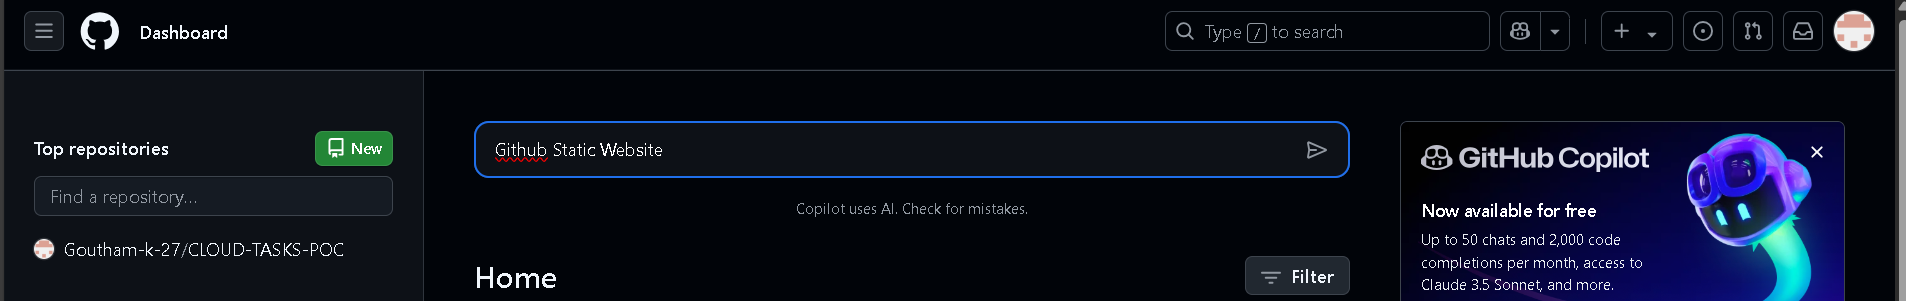 Dashboard
Type / to search
Top repositories
New
Find a repository...
Goutham-k-27/CLOUD-TASKS-POC
Github Static Website
Copilot uses AI. Check for mistakes.
Home
Filter
GitHub Copilot
Now available for free
Up to 50 chats and 2,000 code
completions per month, access to
Claude 3.5 Sonnet, and more.